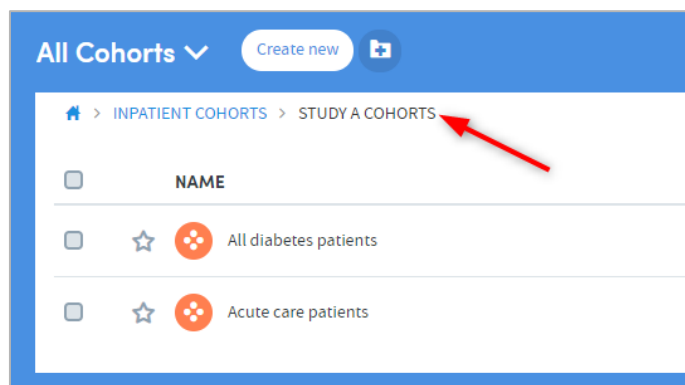 All Cohorts Create new
> INPATIENT COHORTS > STUDY A COHORTS
NAME
All diabetes patients
Acute care patients